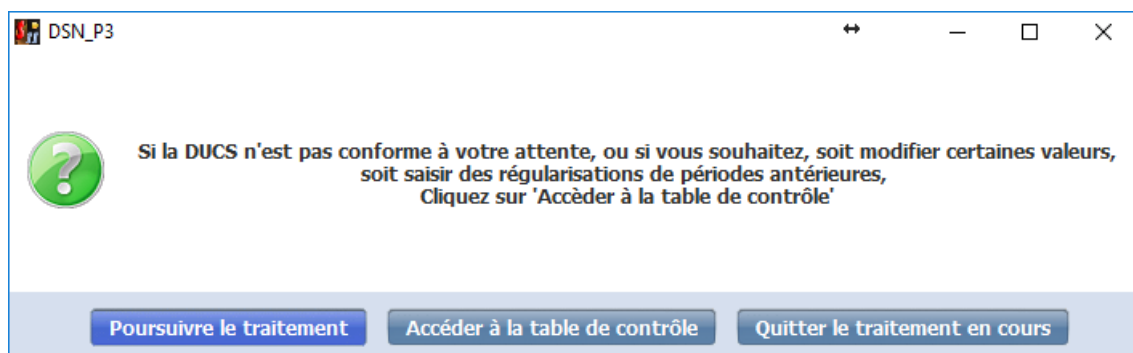 DSN_P3
Si la DUCS n'est pas conforme à votre attente, ou si vous souhaitez, soit modifier certaines valeurs,
soit saisir des régularisations de périodes antérieures,
Cliquez sur 'Accèder à la table de contrôle'
Poursuivre le traitement
Accéder à la table de contrôle
Quitter le traitement en cours